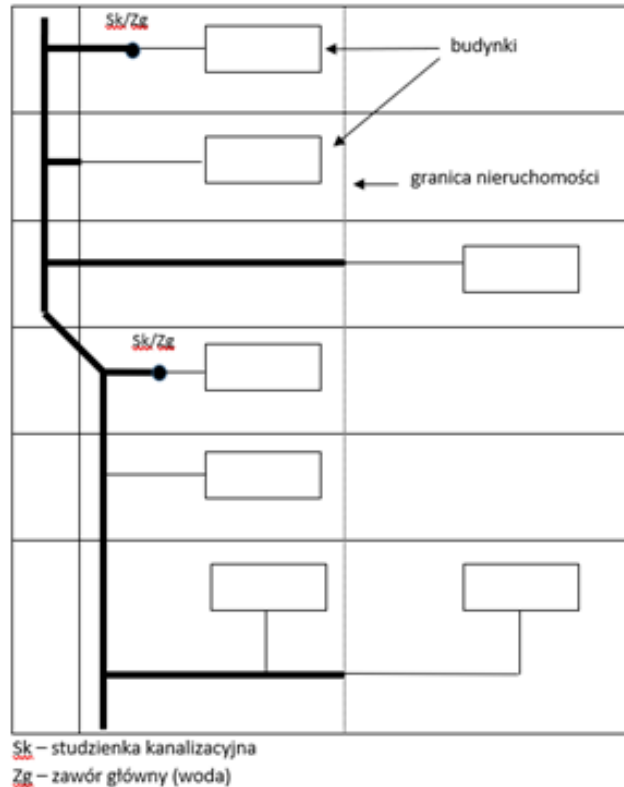 Sk/Zg
budynki
granica nieruchomości
Sk/Zg
Sk – studzienka kanalizacyjna
Zg – zawór główny (woda)